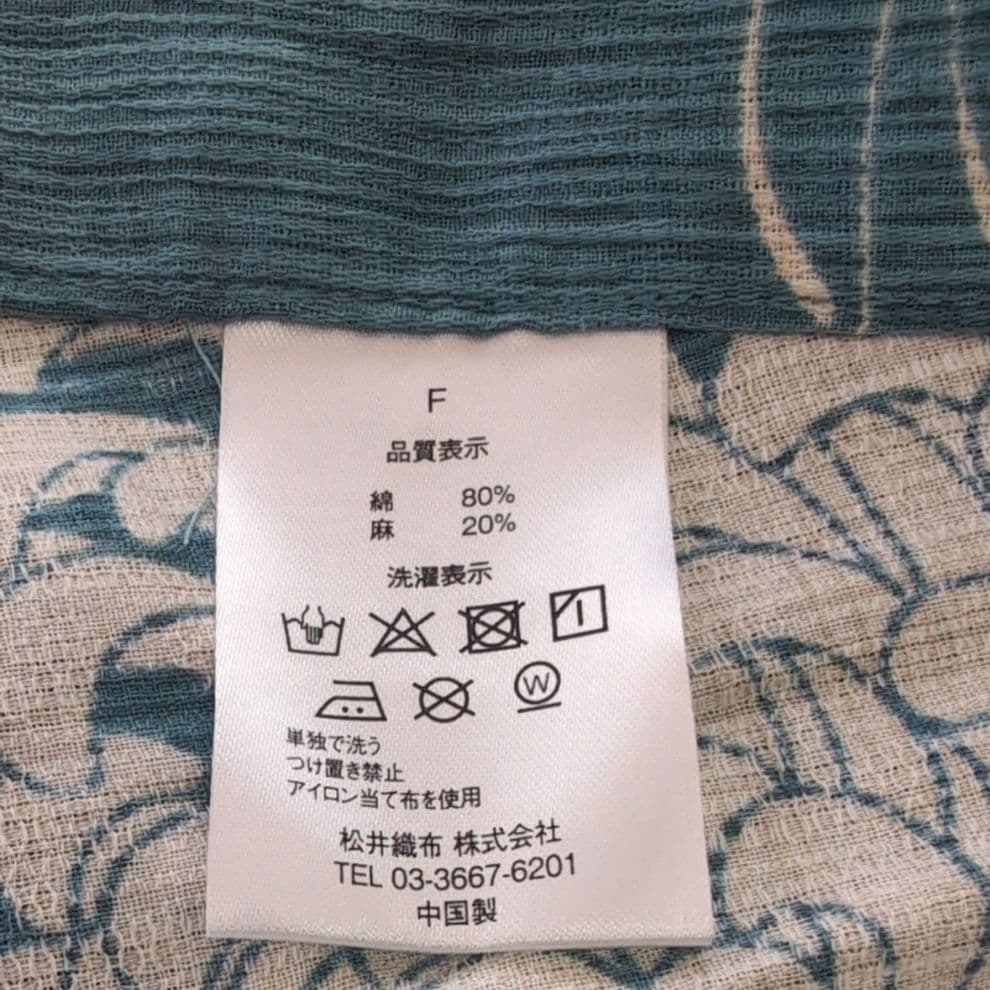 F
品質表示
綿 80%
麻 20%
洗濯表示
W
単独で洗う
つけ置き禁止
アイロン当て布を使用
松井織布 株式会社
TEL 03-3667-6201
中国製